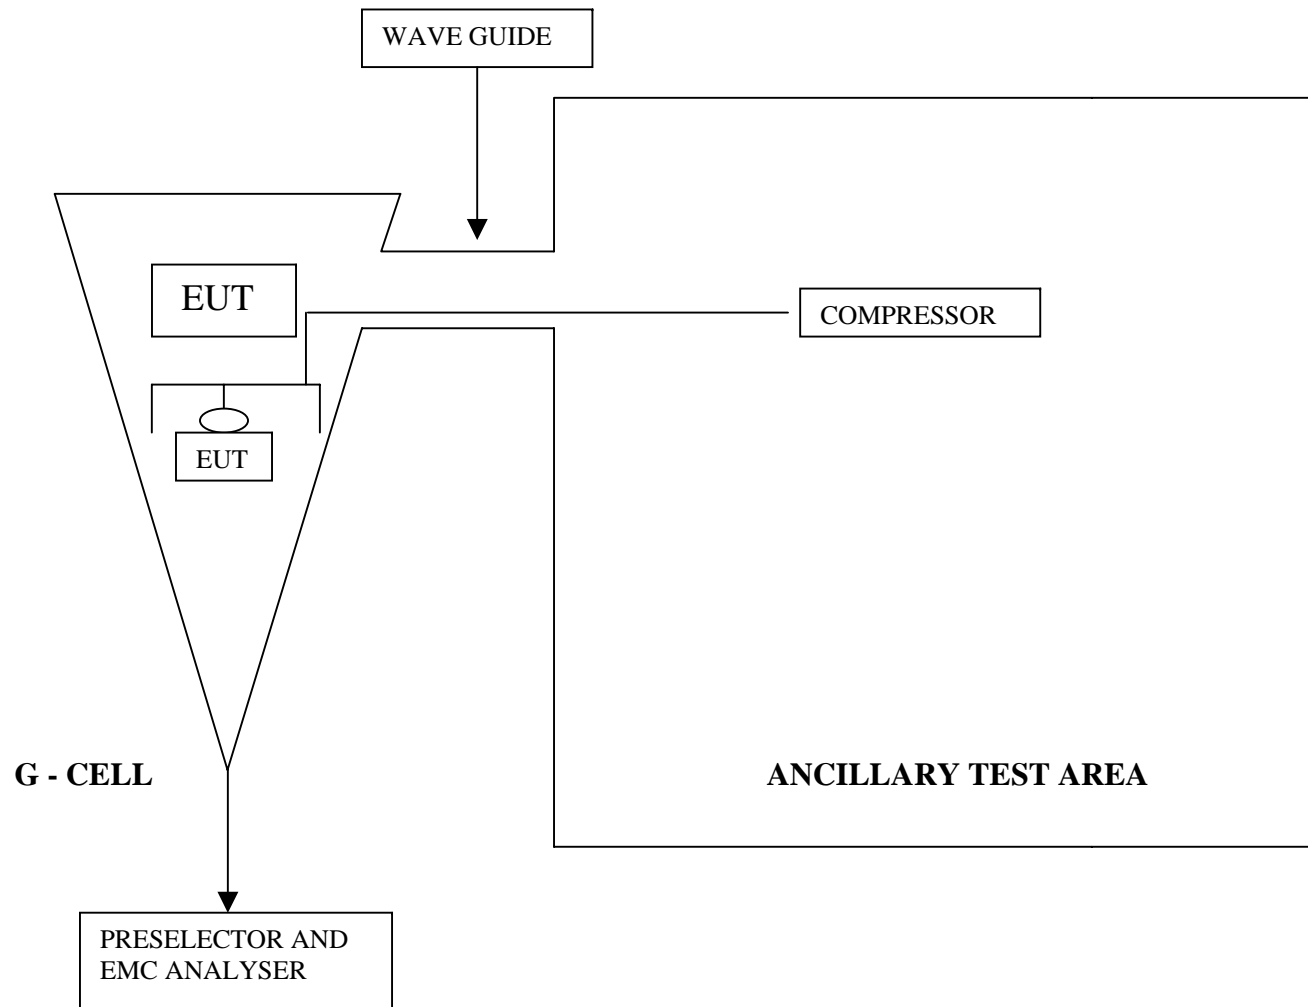 WAVE GUIDE
EUT
COMPRESSOR
EUT
G - CELL
ANCILLARY TEST AREA
PRESELECTOR AND
EMC ANALYSER